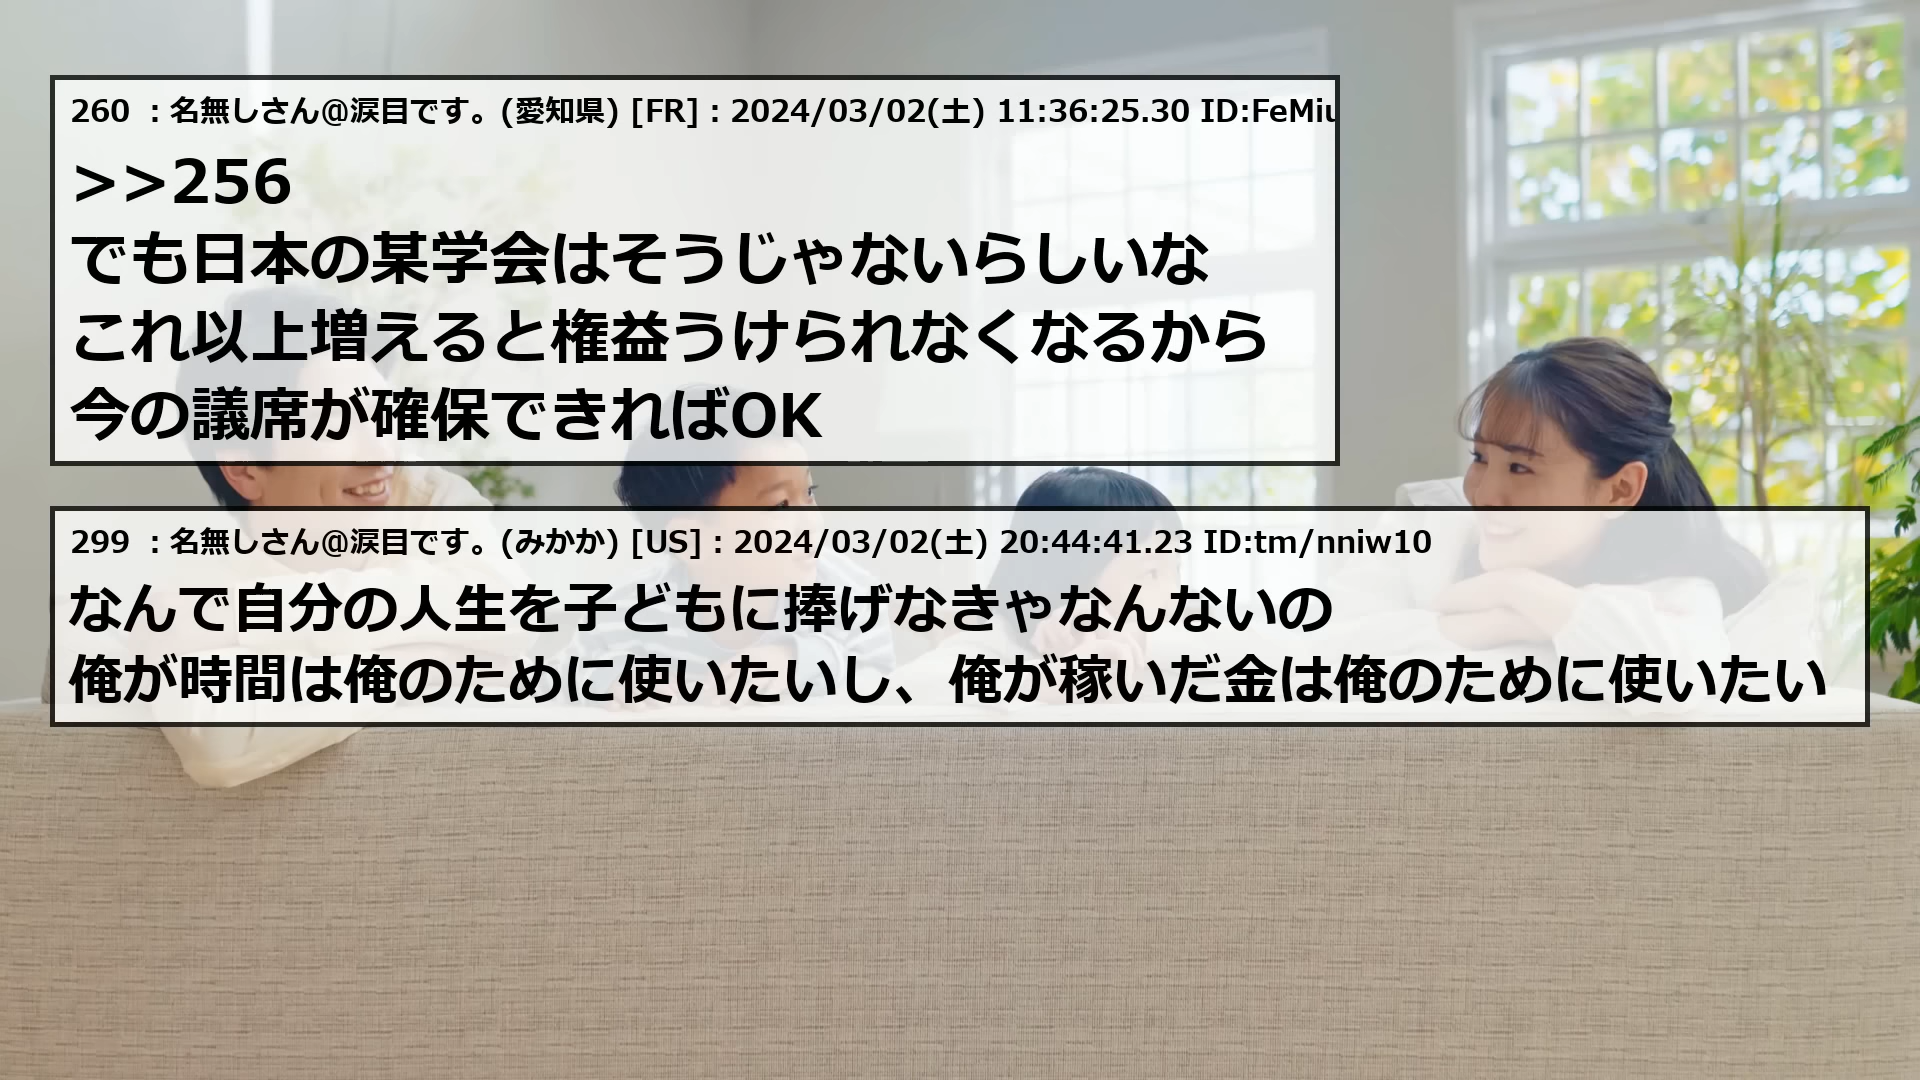 260 ：名無しさん@涙目です。(愛知県) [FR]：2024/03/02(土) 11:36:25.30 ID:FeMiu
>>256
でも日本の某学会はそうじゃないらしいな
これ以上増えると権益うけられなくなるから
今の議席が確保できればOK
299 ：名無しさん@涙目です。(みかか) [US]：2024/03/02(土) 20:44:41.23 ID:tm/nniw10
なんで自分の人生を子どもに捧げなきゃなんないの
俺が時間は俺のために使いたいし、俺が稼いだ金は俺のために使いたい